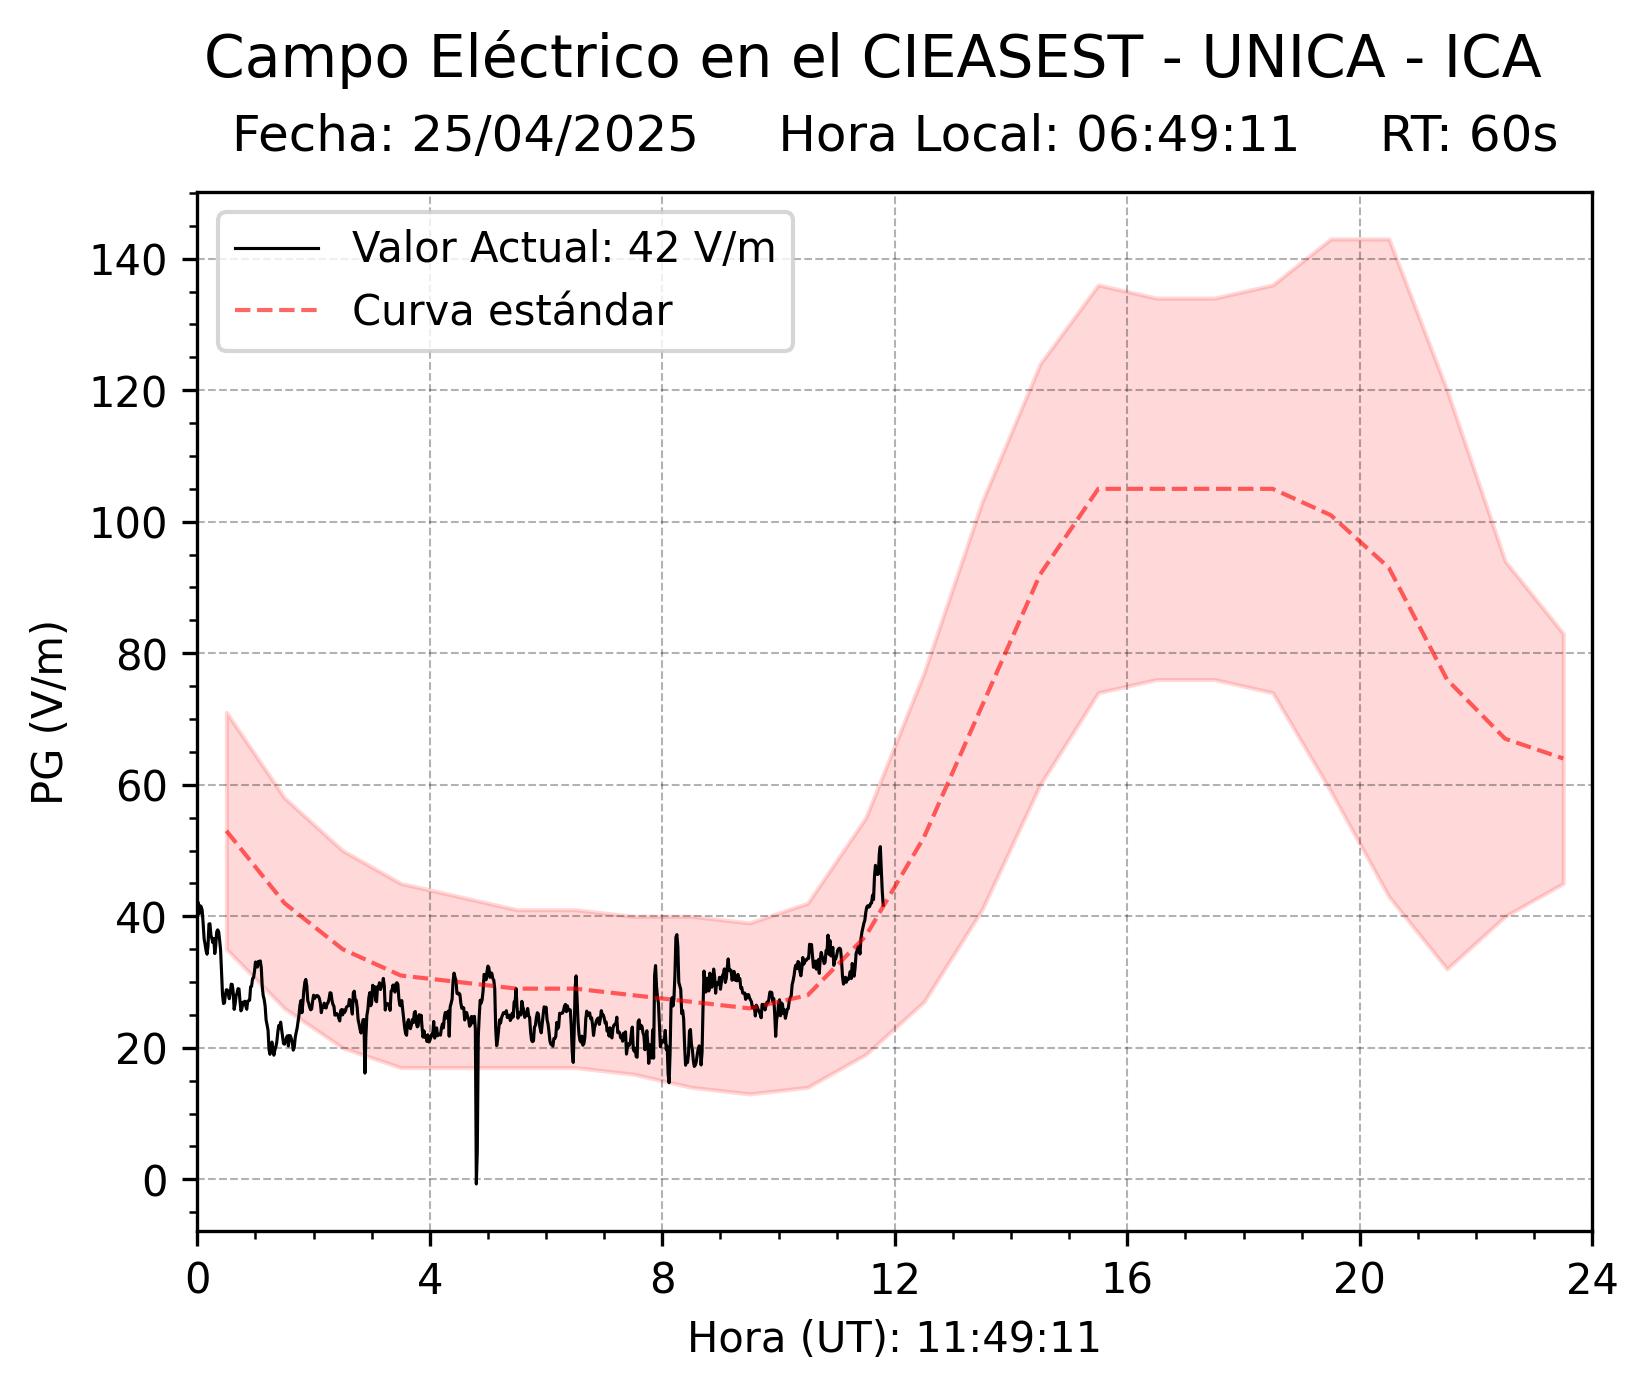 Campo Eléctrico en el CIEASEST - UNICA - ICA
Fecha: 25/04/2025 Hora Local: 06:49:11 RT: 60s
Valor Actual: 42 V/m
Curva estándar
140
120
100
80
60
40
20
0
PG (V/m)
0 4 8 12 16 20 24
Hora (UT): 11:49:11